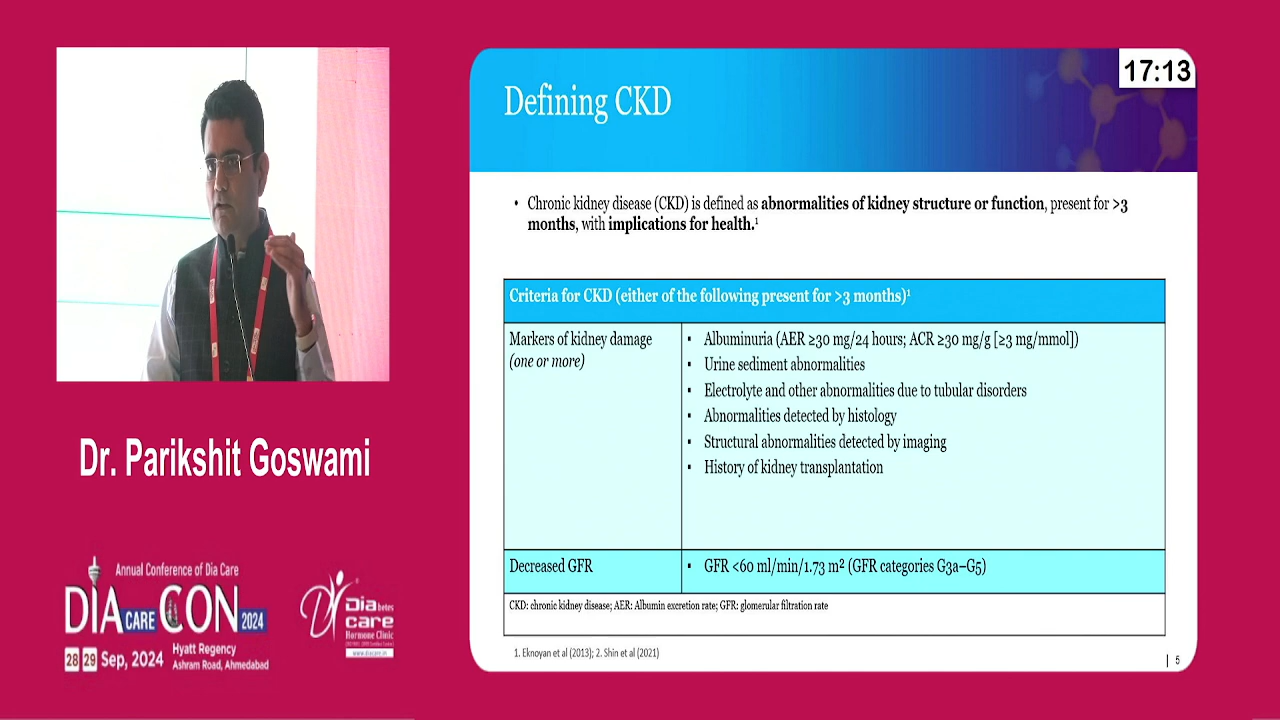 17:13
Defining CKD
• Chronic kidney disease (CKD) is defined as abnormalities of kidney structure or function, present for >3
months, with implications for health.¹
Criteria for CKD (either of the following present for >3 months)¹
Markers of kidney damage
(one or more)
▪ Albuminuria (AER ≥30 mg/24 hours; ACR ≥30 mg/g [≥3 mg/mmol])
▪ Urine sediment abnormalities
▪ Electrolyte and other abnormalities due to tubular disorders
▪ Abnormalities detected by histology
▪ Structural abnormalities detected by imaging
▪ History of kidney transplantation
Decreased GFR
▪ GFR <60 ml/min/1.73 m² (GFR categories G3a–G5)
CKD: chronic kidney disease; AER: Albumin excretion rate; GFR: glomerular filtration rate
1. Eknoyan et al (2013); 2. Shin et al (2021)
| 5
Dr. Parikshit Goswami
Annual Conference of Dia Care
DIA CARE CON 2024
28 29 Sep, 2024
Hyatt Regency
Ashram Road, Ahmedabad
Diabetes
care
Hormone Clinic
www.diacare.in